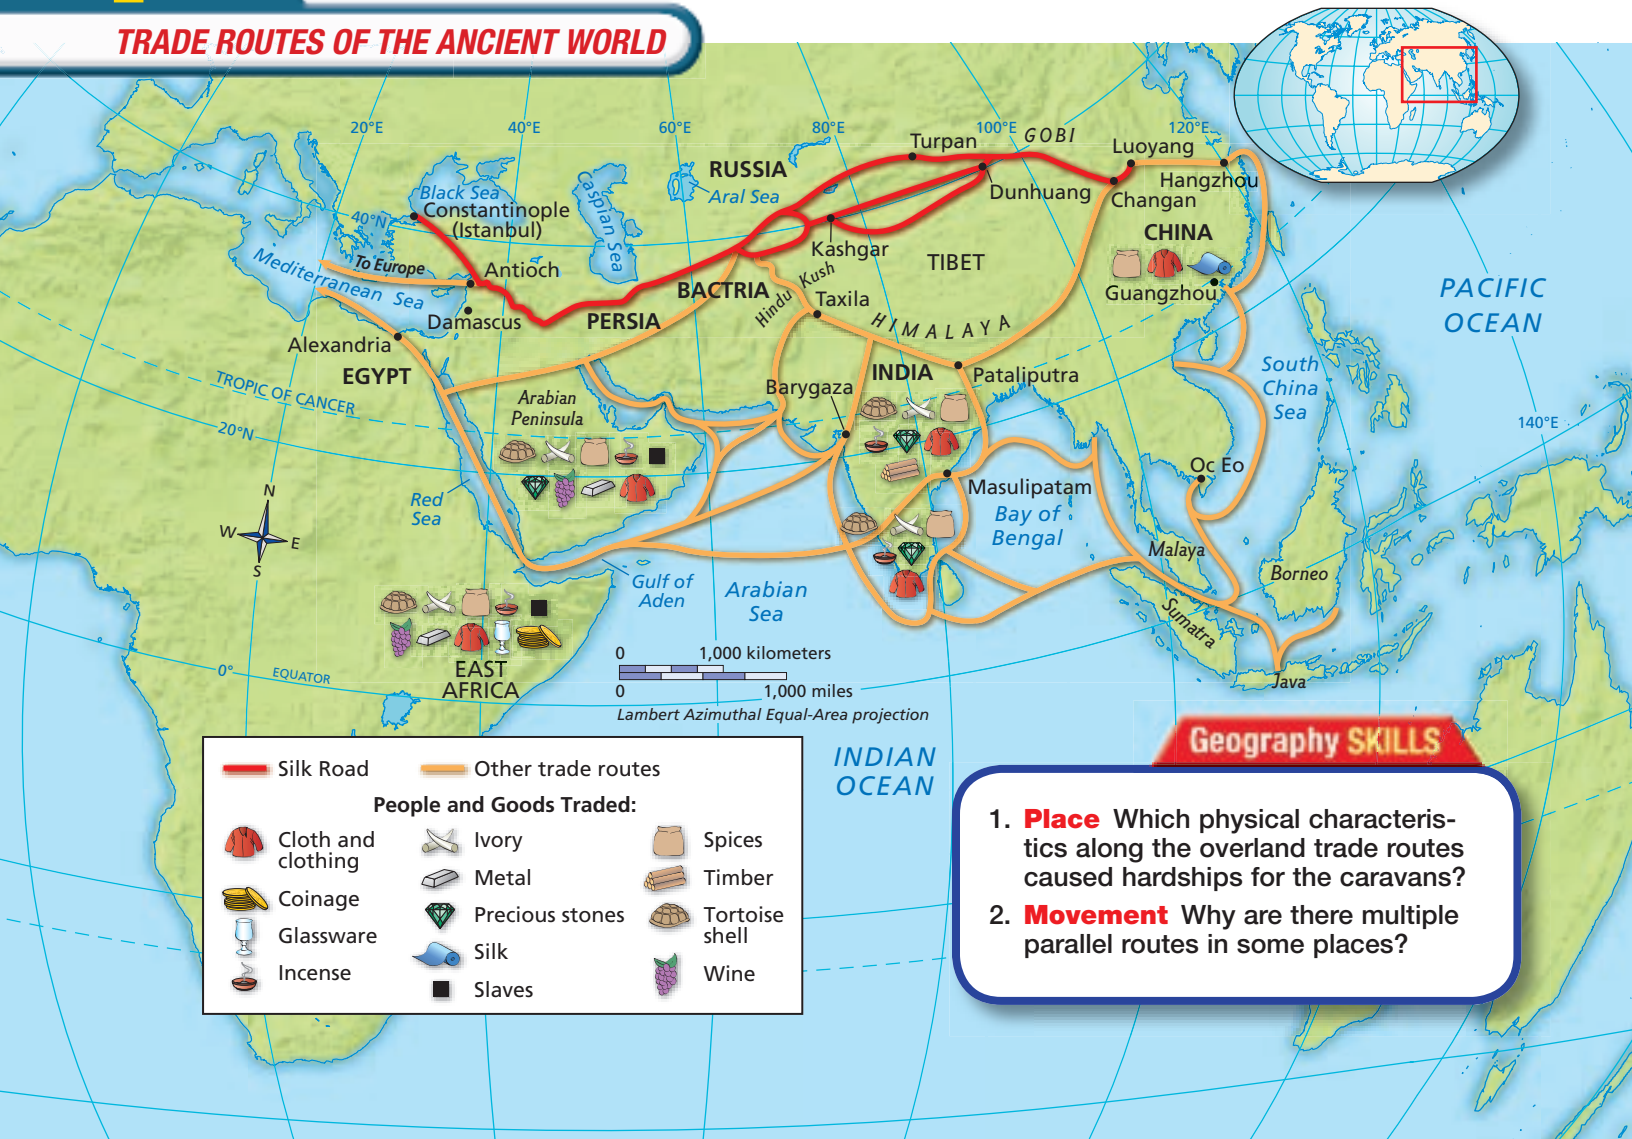 TRADE ROUTES OF THE ANCIENT WORLD
20°E
40°E
60°E
80°E
100°E
GOBI
120°E
Turpan
Luoyang
RUSSIA
Aral Sea
Black Sea
Caspian Sea
Dunhuang
Hangzhou
Changan
40°N
Constantinople
(Istanbul)
CHINA
Kashgar
TIBET
To Europe
Antioch
Mediterranean Sea
BACTRIA
Hindu Kush
Taxila
HIMALAYA
Guangzhou
PACIFIC
OCEAN
Damascus
PERSIA
Alexandria
EGYPT
TROPIC OF CANCER
Arabian
Peninsula
Barygaza
INDIA
Pataliputra
South
China
Sea
20°N
140°E
Oc Eo
Red
Sea
Masulipatam
Bay of
Bengal
N
W
E
S
Malaya
Borneo
Gulf of
Aden
Arabian
Sea
Sumatra
0°
EQUATOR
EAST
AFRICA
Java
0
1,000 kilometers
0
1,000 miles
Lambert Azimuthal Equal-Area projection
INDIAN
OCEAN
Silk Road
Other trade routes
People and Goods Traded:
Cloth and
clothing
Coinage
Glassware
Incense
Ivory
Metal
Precious stones
Silk
Slaves
Spices
Timber
Tortoise
shell
Wine
Geography SKILLS
1. Place Which physical characteris-
tics along the overland trade routes
caused hardships for the caravans?
2. Movement Why are there multiple
parallel routes in some places?